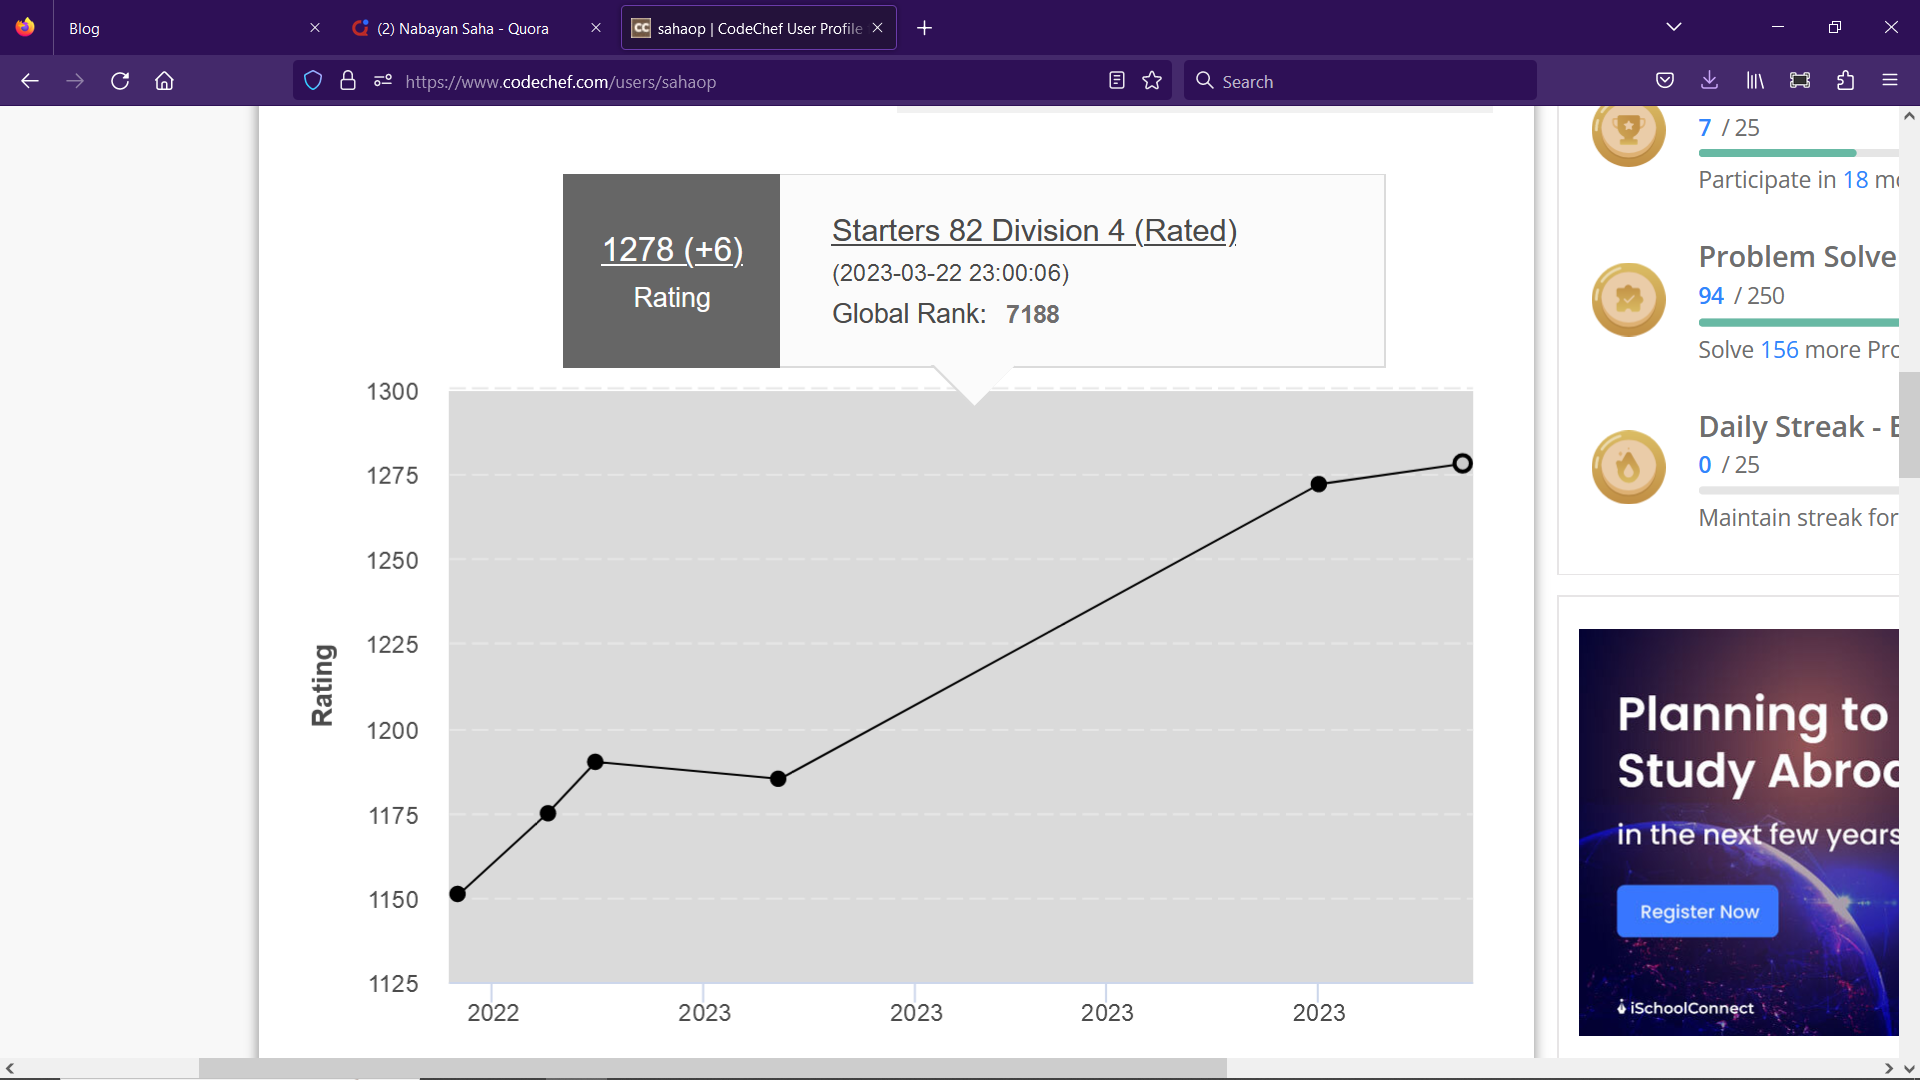 Blog
(2) Nabayan Saha - Quora
CC sahaop | CodeChef User Profile
https://www.codechef.com/users/sahaop
Search
1278 (+6)
Rating
Starters 82 Division 4 (Rated)
(2023-03-22 23:00:06)
Global Rank: 7188
1300
1275
1250
1225
1200
1175
1150
1125
Rating
2022 2023 2023 2023 2023
7 / 25
Participate in 18
Problem Solve
94 / 250
Solve 156 more
Daily Streak -
0 / 25
Maintain streak for
Planning to
Study
in the next few years
Register Now
iSchoolConnect